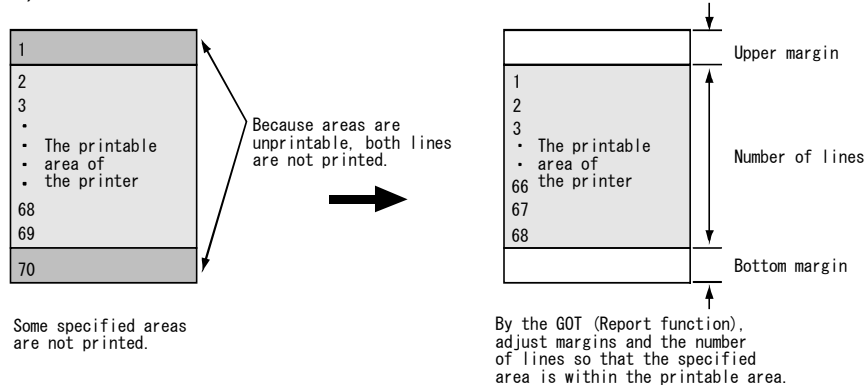 1
2
3
The printable
area of
the printer
68
69
70
Because areas are
unprintable, both lines
are not printed.
Some specified areas
are not printed.
1
2
3
The printable
area of
66 the printer
67
68
Upper margin
Number of lines
Bottom margin
By the GOT (Report function),
adjust margins and the number
of lines so that the specified
area is within the printable area.